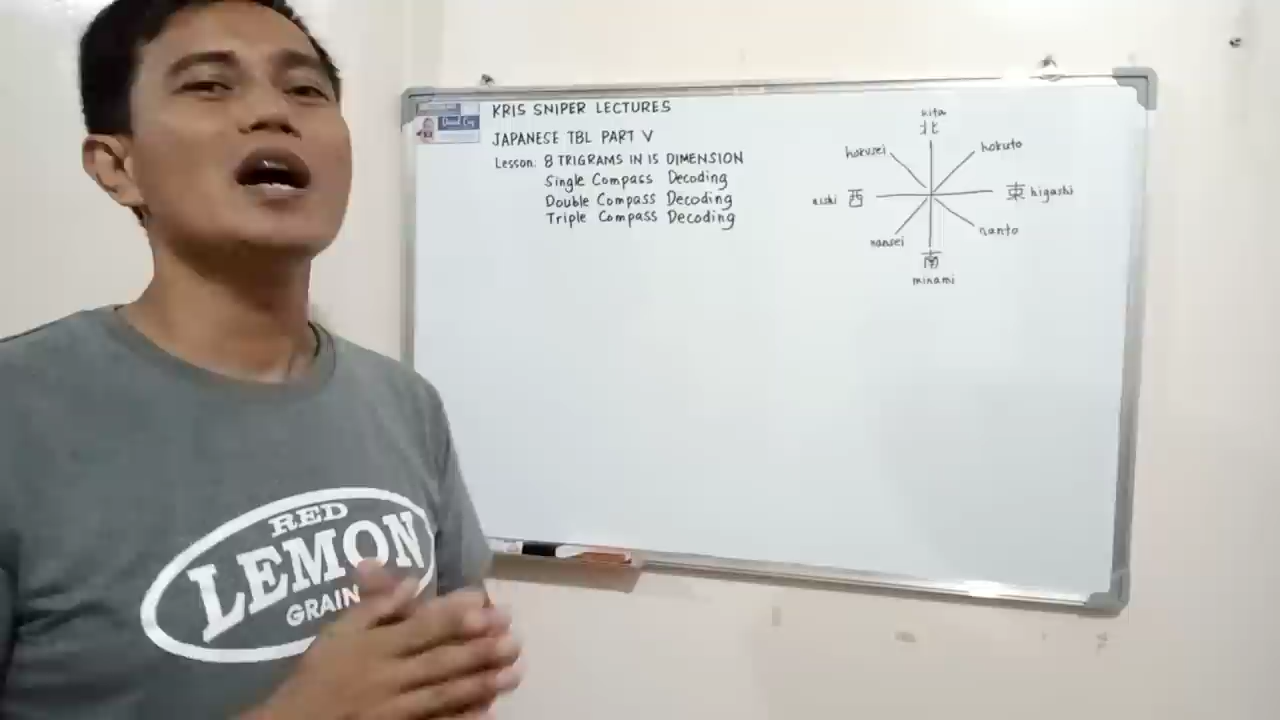 KRIS SNIPER LECTURES
JAPANESE TBL PART V
Lesson: 8 TRIGRAMS IN 15 DIMENSION
Single Compass Decoding
Double Compass Decoding
Triple Compass Decoding
kita
北
hokusei
hokuto
nishi 西
東 higashi
nansei
nanto
南
minami
RED
LEMON
GRAIN